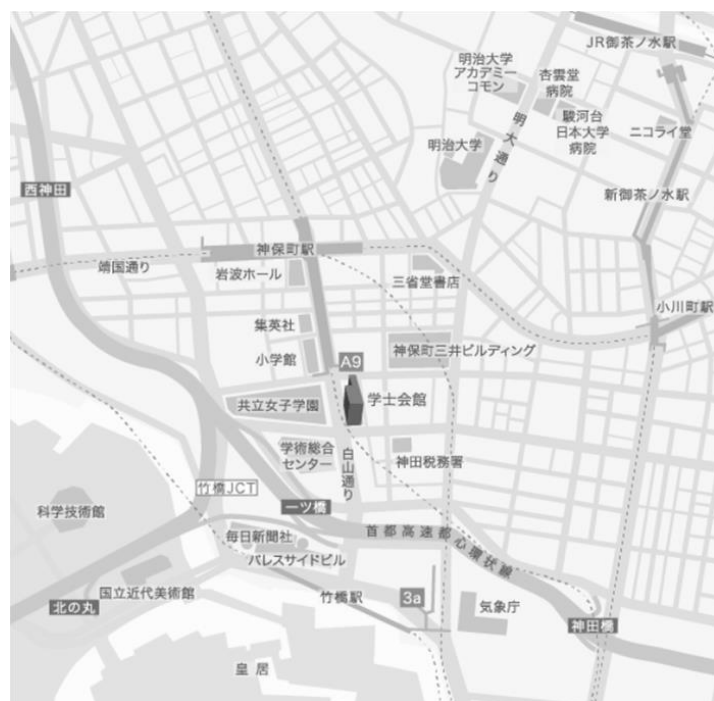 JR御茶ノ水駅
明治大学
アカデミー
コモン
杏雲堂
病院
駿河台
日本大学
病院
ニコライ堂
明大通り
明治大学
西神田
新御茶ノ水駅
神保町駅
靖国通り
岩波ホール
三省堂書店
小川町駅
集英社
小学館
神保町三井ビルディング
A9
共立女子学園
学士会館
学術総合
センター
白山通り
神田税務署
竹橋JCT
一ツ橋
科学技術館
毎日新聞社
パレスサイドビル
首都高速都心環状線
国立近代美術館
北の丸
竹橋駅
3a
気象庁
神田橋
皇居